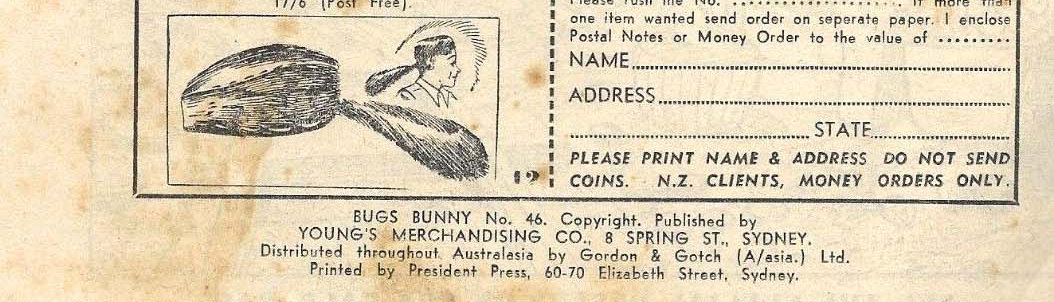 17/6 (Post Free).
12
Please rush me No. .................... If more than
one item wanted send order on seperate paper. I enclose
Postal Notes or Money Order to the value of .........
NAME
ADDRESS
STATE
PLEASE PRINT NAME & ADDRESS DO NOT SEND
COINS. N.Z. CLIENTS, MONEY ORDERS ONLY.
BUGS BUNNY No. 46. Copyright. Published by
YOUNG'S MERCHANDISING CO., 8 SPRING ST., SYDNEY.
Distributed throughout Australasia by Gordon & Gotch (A/asia.) Ltd.
Printed by President Press, 60-70 Elizabeth Street, Sydney.